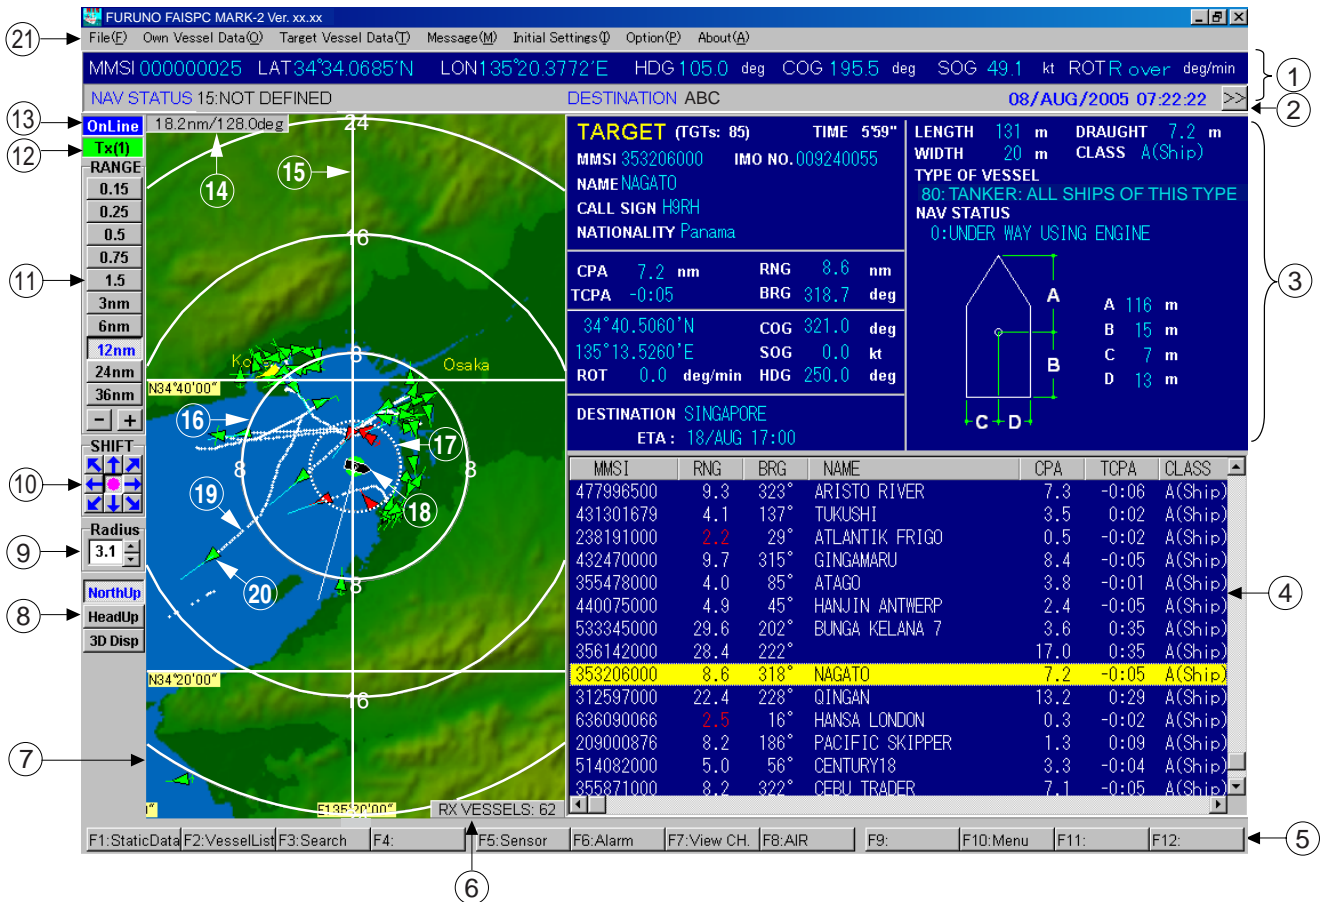 FURUNO FAISPC MARK-2 Ver. xx.xx
21
File(F) Own Vessel Data(O) Target Vessel Data(T) Message(M) Initial Settings(I) Option(P) About(A)
MMSI 000000025 LAT 34°34.0685'N LON 135°20.3772'E HDG 105.0 deg COG 195.5 deg SOG 49.1 kt ROT R over deg/min
1
NAV STATUS 15:NOT DEFINED DESTINATION ABC 08/AUG/2005 07:22:22 >>
2
13
OnLine
18.2nm/128.0deg
12
Tx(1)
14
15
RANGE
0.15
0.25
0.5
0.75
11
1.5
3nm
6nm
12nm
24nm
36nm
- +
SHIFT
10
Radius
9
3.1
NorthUp
8
HeadUp
3D Disp
7
24
16
8
Osaka
N34°40'00"
16
17
8
8
18
19
20
8
N34°20'00"
16
E135°20'00"
RX VESSELS: 62
6
TARGET (TGTs: 85) TIME 5'59"
MMSI 353206000 IMO NO. 009240055
NAME NAGATO
CALL SIGN H9RH
NATIONALITY Panama
LENGTH 131 m DRAUGHT 7.2 m
WIDTH 20 m CLASS A(Ship)
TYPE OF VESSEL
80: TANKER: ALL SHIPS OF THIS TYPE
NAV STATUS
0:UNDER WAY USING ENGINE
3
CPA 7.2 nm RNG 8.6 nm
TCPA -0:05 BRG 318.7 deg
34°40.5060'N COG 321.0 deg
135°13.5260'E SOG 0.0 kt
ROT 0.0 deg/min HDG 250.0 deg
DESTINATION SINGAPORE
ETA: 18/AUG 17:00
A
B
C D
A 116 m
B 15 m
C 7 m
D 13 m
MMSI RNG BRG NAME CPA TCPA CLASS
477996500 9.3 323° ARISTO RIVER 7.3 -0:06 A(Ship)
431301679 4.1 137° TUKUSHI 3.5 0:02 A(Ship)
238191000 2.2 29° ATLANTIK FRIGO 0.5 -0:02 A(Ship)
432470000 9.7 315° GINGAMARU 8.4 -0:05 A(Ship)
355478000 4.0 85° ATAGO 3.8 -0:01 A(Ship)
4
440075000 4.9 45° HANJIN ANTWERP 2.4 -0:05 A(Ship)
533345000 29.6 202° BUNGA KELANA 7 3.6 0:35 A(Ship)
356142000 28.4 222° 17.0 0:35 A(Ship)
353206000 8.6 318° NAGATO 7.2 -0:05 A(Ship)
312597000 22.4 228° QINGAN 13.2 0:29 A(Ship)
636090066 2.5 16° HANSA LONDON 0.3 -0:02 A(Ship)
209000876 8.2 186° PACIFIC SKIPPER 1.3 0:09 A(Ship)
514082000 5.0 56° CENTURY18 3.3 -0:04 A(Ship)
355871000 8.2 322° CEBU TRADER 7.1 -0:05 A(Ship)
F1:StaticData F2:VesselList F3:Search F4: F5:Sensor F6:Alarm F7:View CH. F8:AIR F9: F10:Menu F11: F12:
5